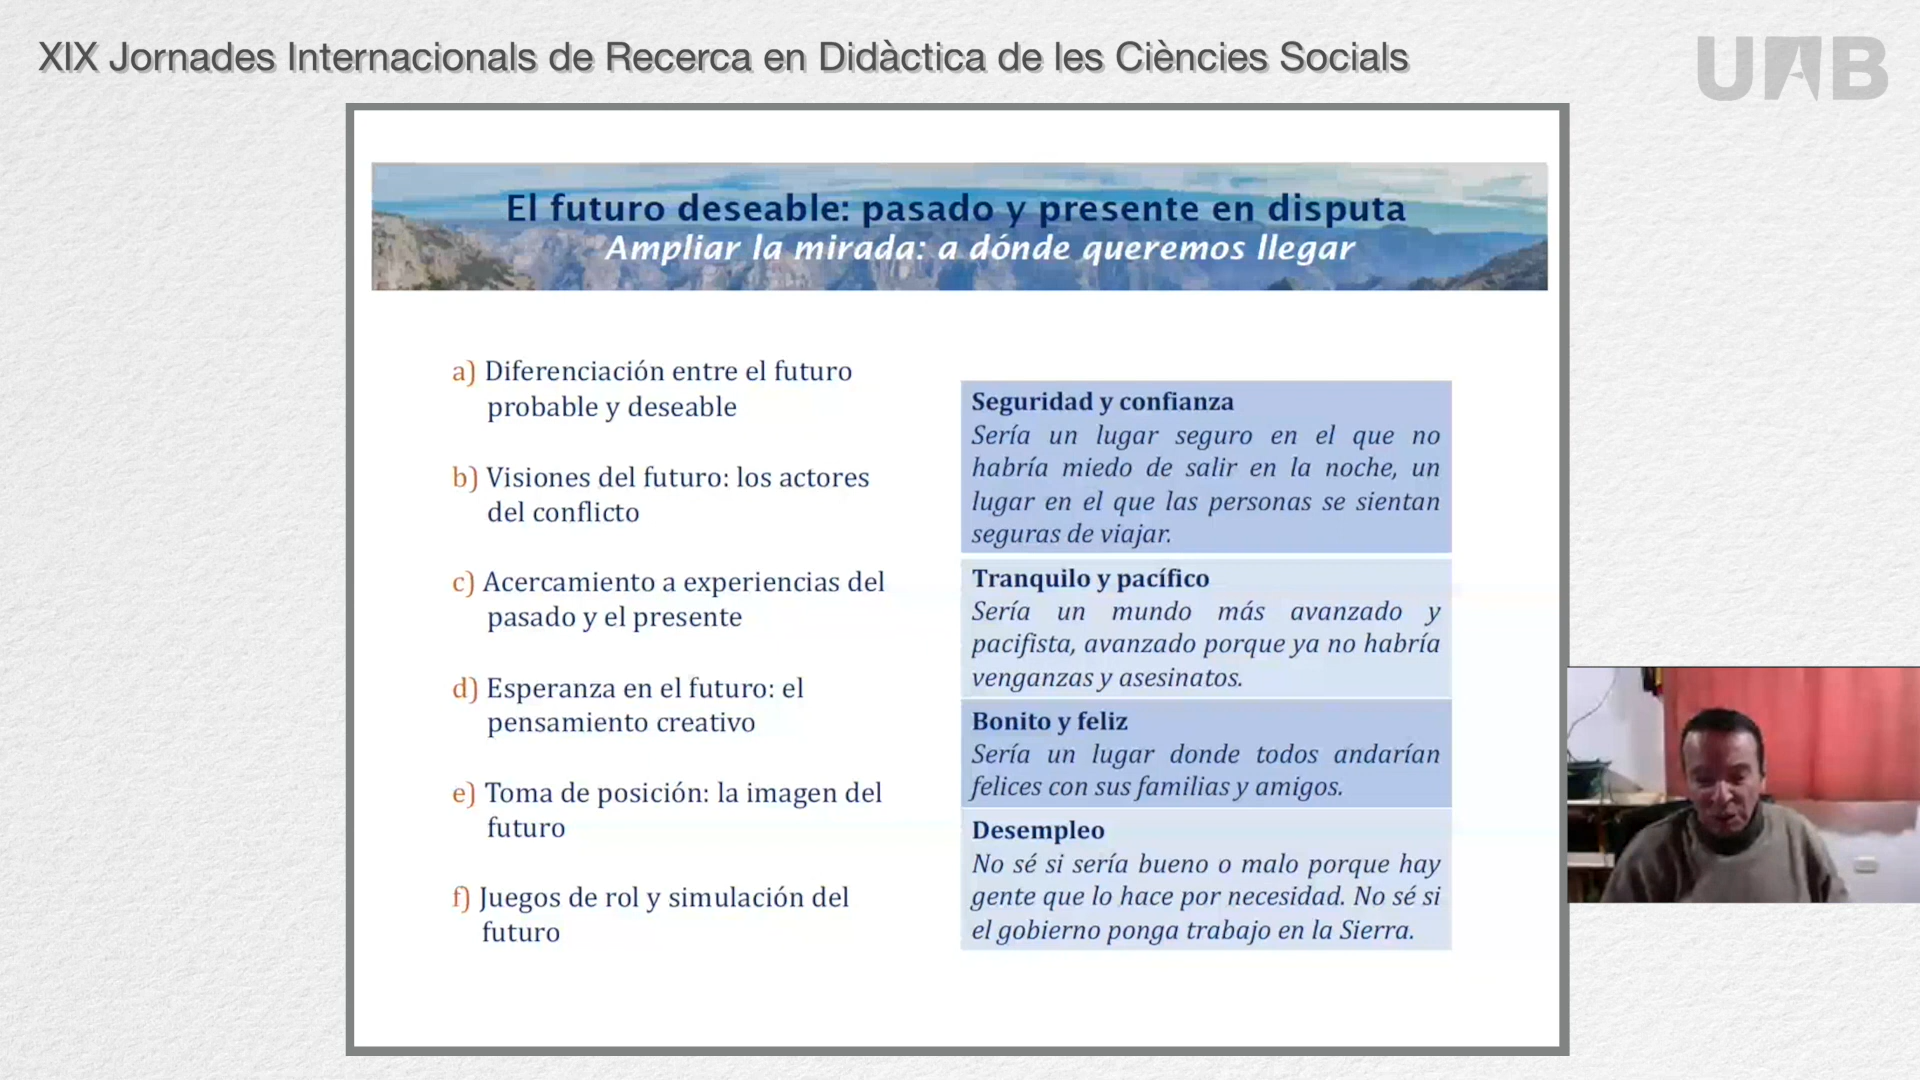 XIX Jornades Internacionals de Recerca en Didàctica de les Ciències Socials
UAB
El futuro deseable: pasado y presente en disputa
Ampliar la mirada: a dónde queremos llegar
a) Diferenciación entre el futuro
probable y deseable
b) Visiones del futuro: los actores
del conflicto
c) Acercamiento a experiencias del
pasado y el presente
d) Esperanza en el futuro: el
pensamiento creativo
e) Toma de posición: la imagen del
futuro
f) Juegos de rol y simulación del
futuro
Seguridad y confianza
Sería un lugar seguro en el que no
habría miedo de salir en la noche, un
lugar en el que las personas se sientan
seguras de viajar.
Tranquilo y pacífico
Sería un mundo más avanzado y
pacifista, avanzado porque ya no habría
venganzas y asesinatos.
Bonito y feliz
Sería un lugar donde todos andarían
felices con sus familias y amigos.
Desempleo
No sé si sería bueno o malo porque hay
gente que lo hace por necesidad. No sé si
el gobierno ponga trabajo en la Sierra.